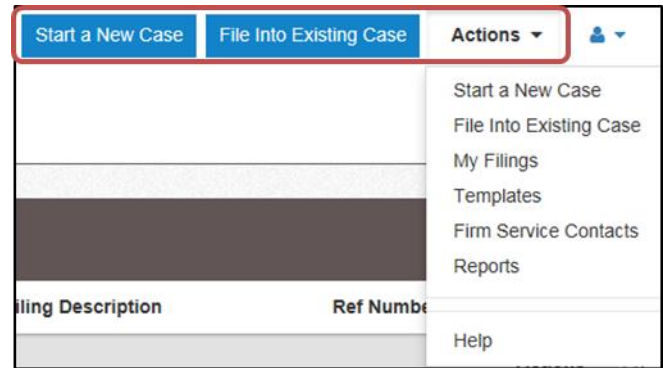 Start a New Case File Into Existing Case Actions
Start a New Case
File Into Existing Case
My Filings
Templates
Firm Service Contacts
Reports
iling Description Ref Numbe
Help